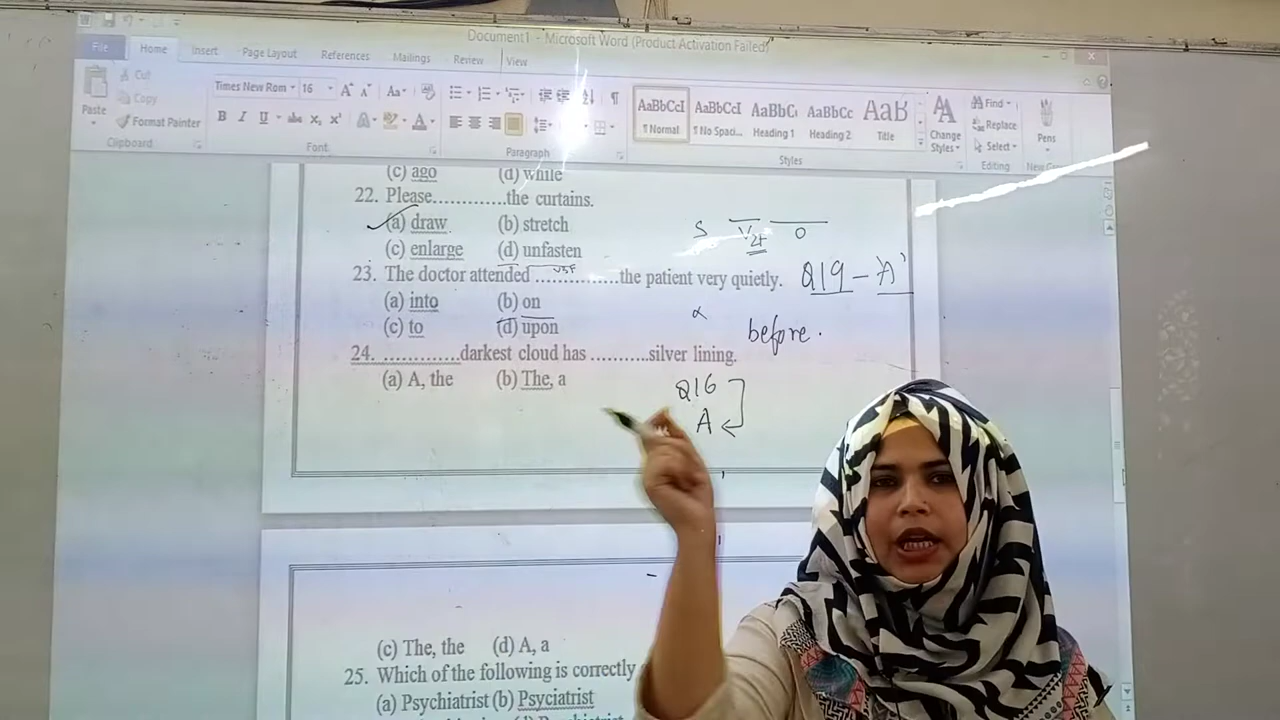 Document1 - Microsoft Word (Product Activation Failed)
File Home Insert Page Layout References Mailings Review View
Paste
Cut
Copy
Format Painter
Clipboard
Times New Rom 16
B I U abc x₂ x²
Font
Paragraph
AaBbCcI AaBbCcI AaBbC AaBbCc AaB
¶ Normal ¶ No Spaci... Heading 1 Heading 2 Title
Change Styles
Styles
Find
Replace
Select
Editing
Pens
(c) ago (d) while
22. Please.............the curtains.
(a) draw (b) stretch
(c) enlarge (d) unfasten
23. The doctor attended ...............the patient very quietly.
(a) into (b) on
(c) to (d) upon
24. .............darkest cloud has ..........silver lining.
(a) A, the (b) The, a
S
O
Q19 - A
before.
Q16
A
(c) The, the (d) A, a
25. Which of the following is correctly
(a) Psychiatrist (b) Psyciatrist